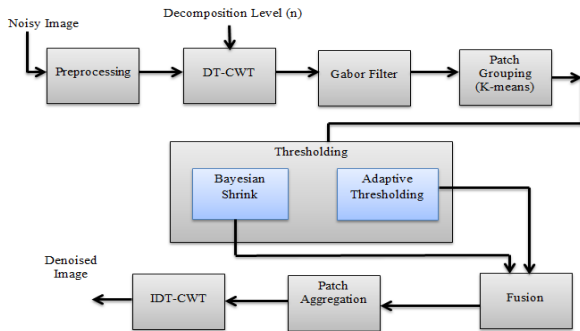 Decomposition Level (n)
Noisy Image
Preprocessing
DT-CWT
Gabor Filter
Patch
Grouping
(K-means)
Thresholding
Bayesian
Shrink
Adaptive
Thresholding
Denoised
Image
IDT-CWT
Patch
Aggregation
Fusion